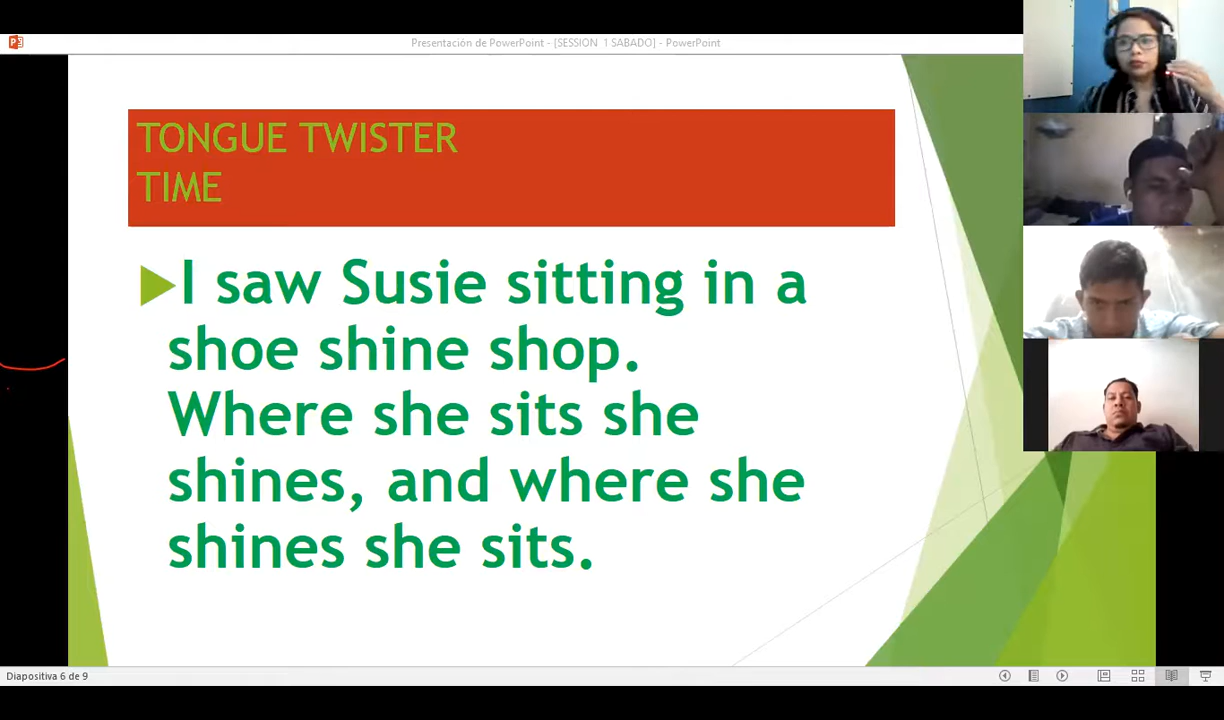 Presentación de PowerPoint - [SESSION 1 SABADO] - PowerPoint
TONGUE TWISTER
TIME
I saw Susie sitting in a
shoe shine shop.
Where she sits she
shines, and where she
shines she sits.
Diapositiva 6 de 9